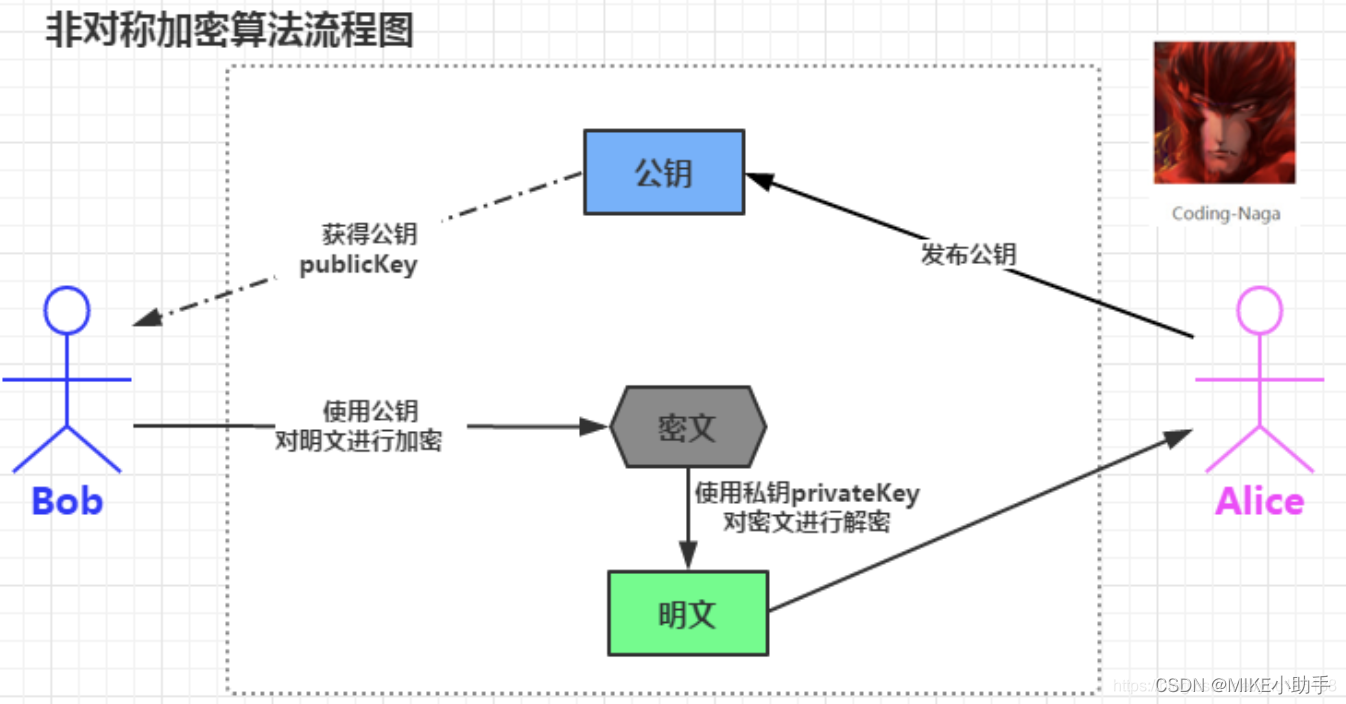 非对称加密算法流程图
公钥
Coding-Naga
获得公钥
publicKey
发布公钥
使用公钥
对明文进行加密
密文
使用私钥privateKey
对密文进行解密
Bob
Alice
明文
CSDN @MIKE小助手